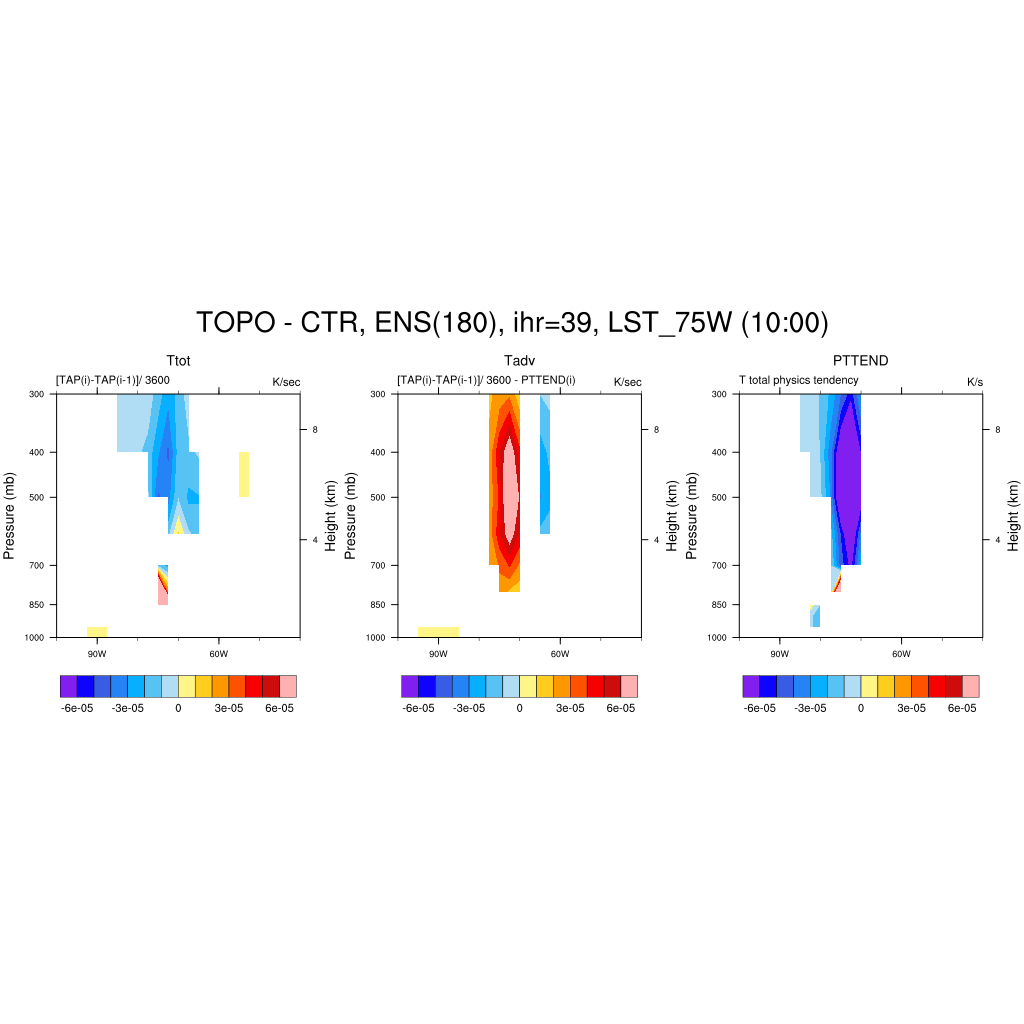 TOPO - CTR, ENS(180), ihr=39, LST_75W (10:00)
Ttot
[TAP(i)-TAP(i-1)]/ 3600 K/sec
300
400
500
700
850
1000
Pressure (mb)
8
4
Height (km)
90W 60W
-6e-05 -3e-05 0 3e-05 6e-05
Tadv
[TAP(i)-TAP(i-1)]/ 3600 - PTTEND(i) K/sec
300
400
500
700
850
1000
Pressure (mb)
8
4
Height (km)
90W 60W
-6e-05 -3e-05 0 3e-05 6e-05
PTTEND
T total physics tendency K/s
300
400
500
700
850
1000
Pressure (mb)
8
4
Height (km)
90W 60W
-6e-05 -3e-05 0 3e-05 6e-05